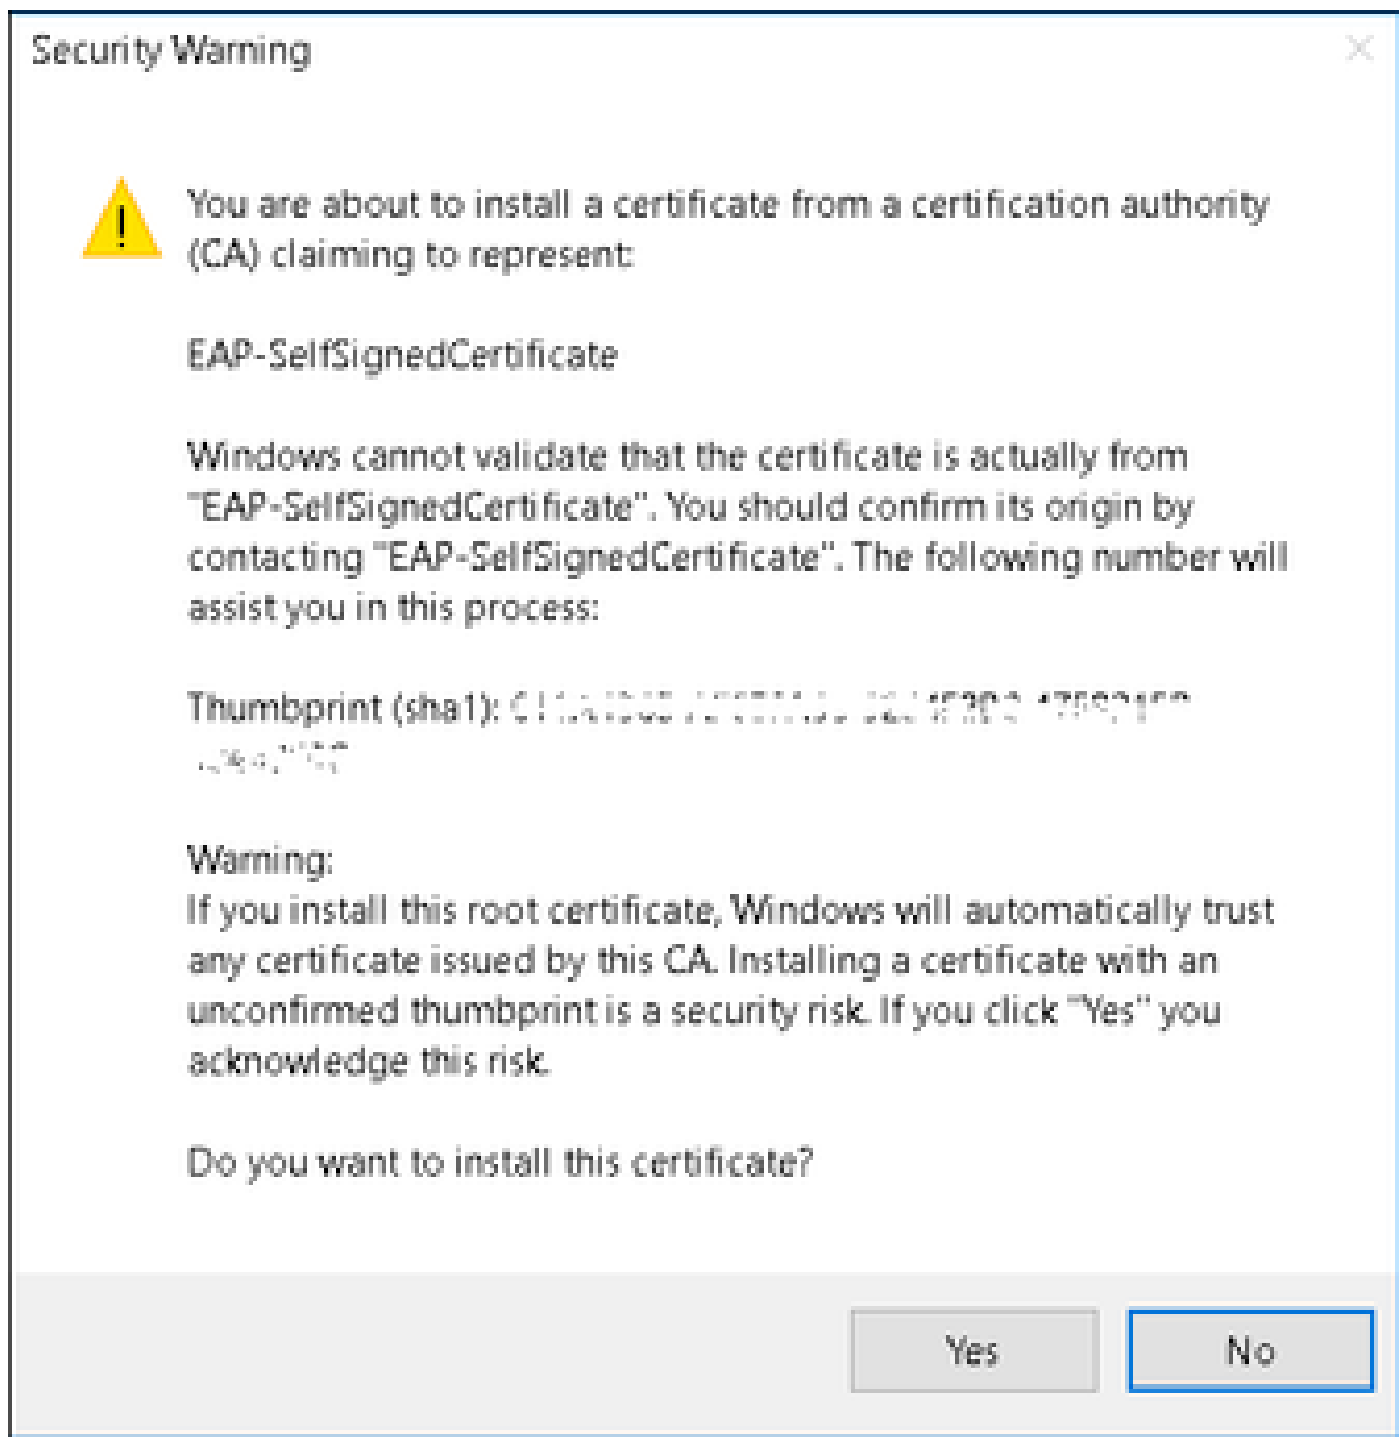 Security Warning
You are about to install a certificate from a certification authority
(CA) claiming to represent:
EAP-SelfSignedCertificate
Windows cannot validate that the certificate is actually from
"EAP-SelfSignedCertificate". You should confirm its origin by
contacting "EAP-SelfSignedCertificate". The following number will
assist you in this process:
Thumbprint (sha1):
Warning:
If you install this root certificate, Windows will automatically trust
any certificate issued by this CA. Installing a certificate with an
unconfirmed thumbprint is a security risk. If you click "Yes" you
acknowledge this risk.
Do you want to install this certificate?
Yes
No